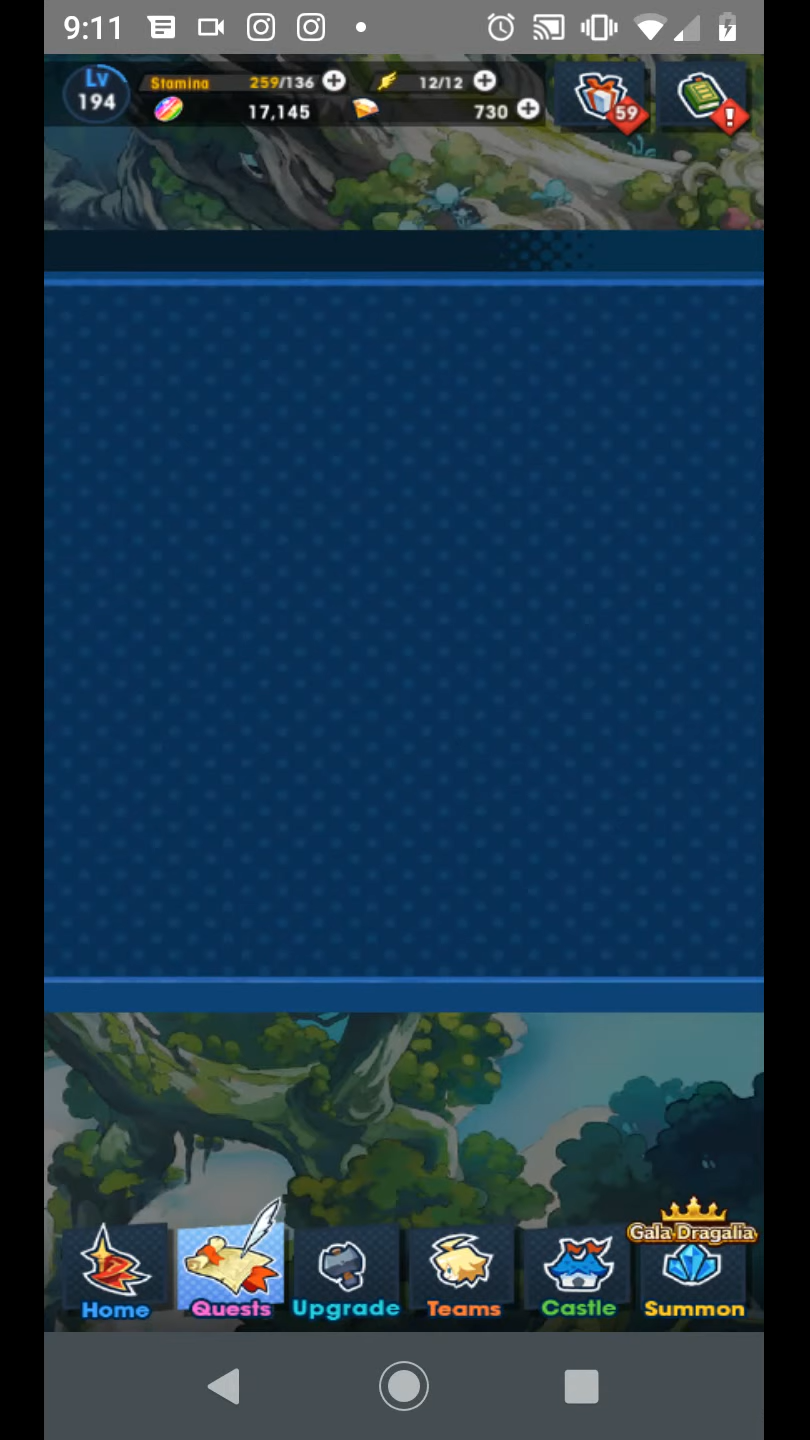 9:11
Lv
194
Stamina 259/136
12/12
17,145
730
59
!
Gala Dragalia
Home
Quests
Upgrade
Teams
Castle
Summon